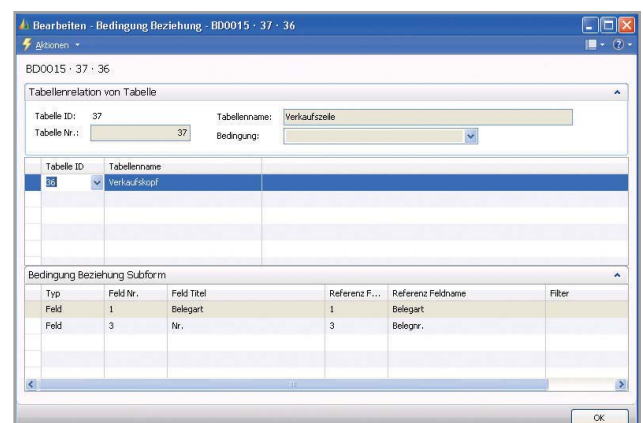 Bearbeiten - Bedingung Beziehung - BD0015 · 37 · 36
Aktionen
BD0015 · 37 · 36
Tabellenrelation von Tabelle
Tabelle ID: 37 Tabellenname: Verkaufszeile
Tabelle Nr.: 37 Bedingung:
Tabelle ID Tabellenname
36 Verkaufskopf
Bedingung Beziehung Subform
Typ Feld Nr. Feld Titel Referenz F... Referenz Feldname Filter
Feld 1 Belegart 1 Belegart
Feld 3 Nr. 3 Belegnr.
OK